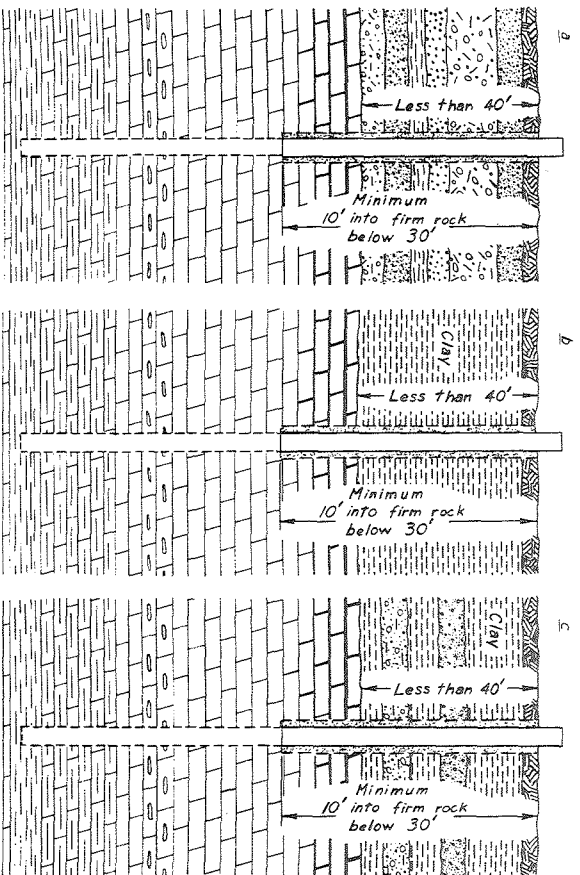 a
Less than 40'
Minimum
10' into firm rock
below 30'
b
Clay
Less than 40'
Minimum
10' into firm rock
below 30'
c
Clay
Less than 40'
Minimum
10' into firm rock
below 30'